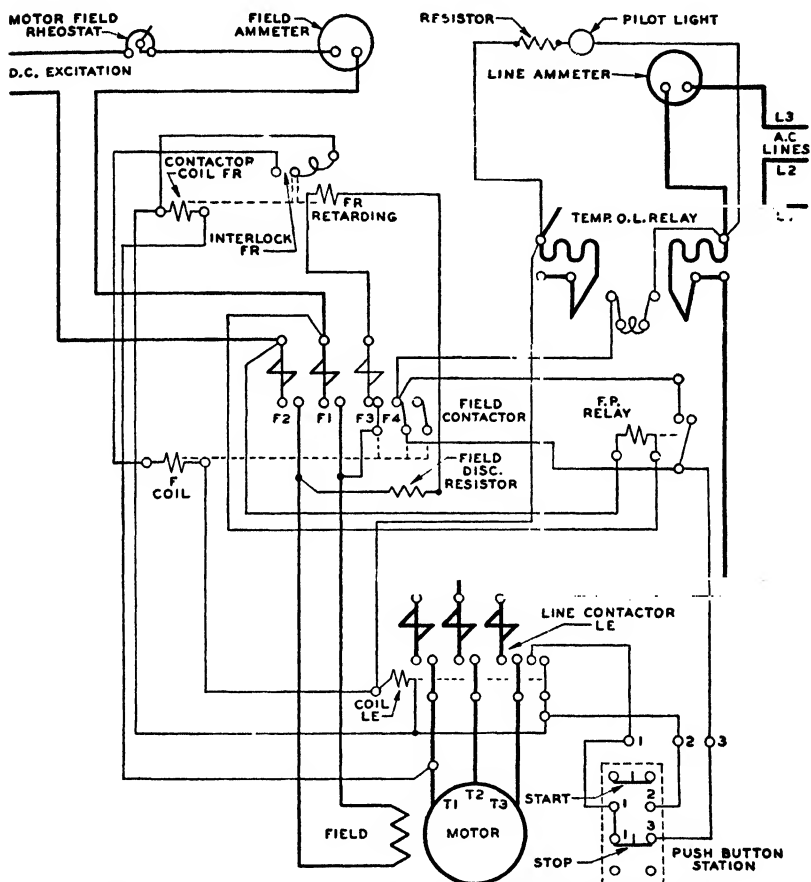 MOTOR FIELD
RHEOSTAT
FIELD
AMMETER
D.C. EXCITATION
RESISTOR
PILOT LIGHT
LINE AMMETER
L3
A.C
LINES
L2
CONTACTOR
COIL FR
FR
RETARDING
INTERLOCK
FR
TEMP. O.L. RELAY
F2
F1
F3
F4
FIELD
CONTACTOR
F.P.
RELAY
F
COIL
FIELD
DISC.
RESISTOR
LINE CONTACTOR
LE
COIL
LE
1
2
3
T1
T2
T3
START
1
2
FIELD
MOTOR
1
3
STOP
PUSH BUTTON
STATION